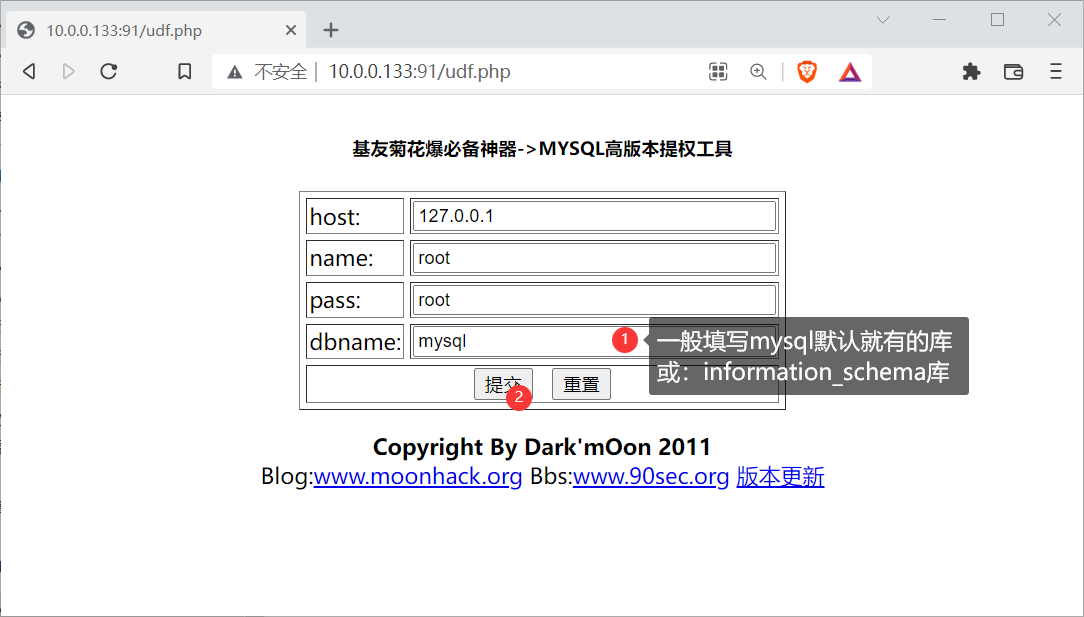 10.0.0.133:91/udf.php
不安全 10.0.0.133:91/udf.php
基友菊花爆必备神器->MYSQL高版本提权工具
host: 127.0.0.1
name: root
pass: root
dbname: mysql
1 一般填写mysql默认就有的库
或：information_schema库
提交 重置
2
Copyright By Dark'mOon 2011
Blog:www.moonhack.org Bbs:www.90sec.org 版本更新